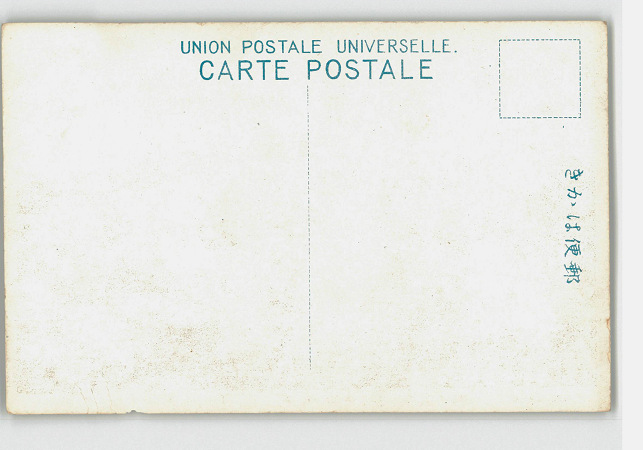 UNION POSTALE UNIVERSELLE.
CARTE POSTALE
きかは便郵